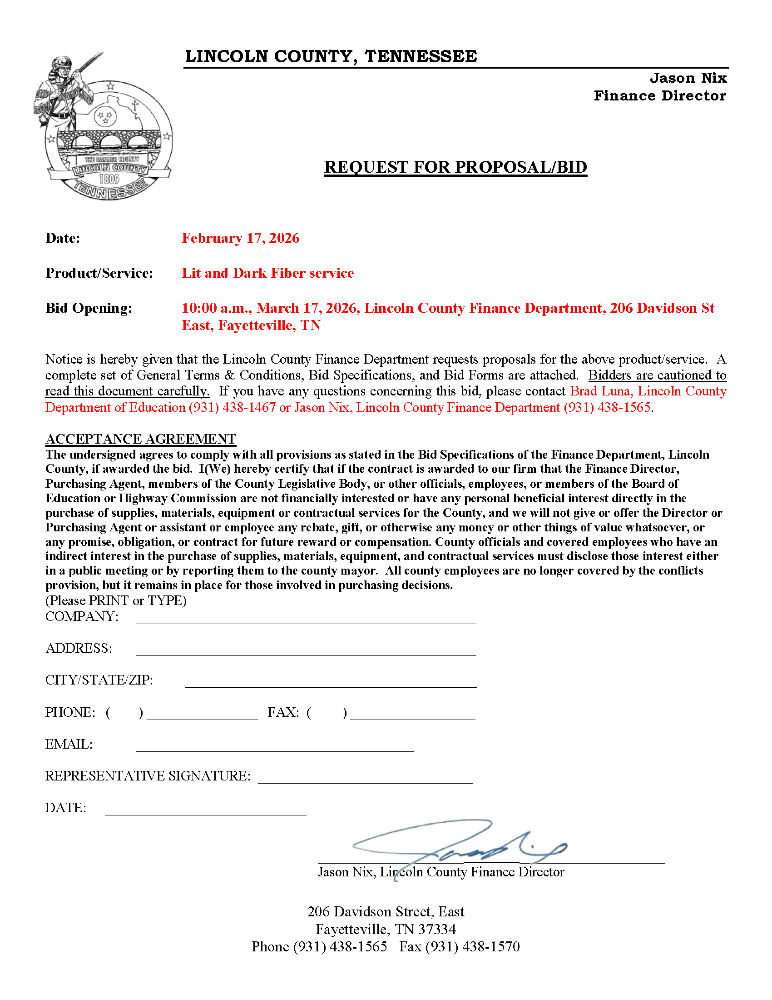 LINCOLN COUNTY, TENNESSEE
Jason Nix
Finance Director
THE BANNER COUNTY
LINCOLN COUNTY
1809
TENNESSEE
REQUEST FOR PROPOSAL/BID
Date: February 17, 2026
Product/Service: Lit and Dark Fiber service
Bid Opening: 10:00 a.m., March 17, 2026, Lincoln County Finance Department, 206 Davidson St
East, Fayetteville, TN
Notice is hereby given that the Lincoln County Finance Department requests proposals for the above product/service. A
complete set of General Terms & Conditions, Bid Specifications, and Bid Forms are attached. Bidders are cautioned to
read this document carefully. If you have any questions concerning this bid, please contact Brad Luna, Lincoln County
Department of Education (931) 438-1467 or Jason Nix, Lincoln County Finance Department (931) 438-1565.
ACCEPTANCE AGREEMENT
The undersigned agrees to comply with all provisions as stated in the Bid Specifications of the Finance Department, Lincoln
County, if awarded the bid. I(We) hereby certify that if the contract is awarded to our firm that the Finance Director,
Purchasing Agent, members of the County Legislative Body, or other officials, employees, or members of the Board of
Education or Highway Commission are not financially interested or have any personal beneficial interest directly in the
purchase of supplies, materials, equipment or contractual services for the County, and we will not give or offer the Director or
Purchasing Agent or assistant or employee any rebate, gift, or otherwise any money or other things of value whatsoever, or
any promise, obligation, or contract for future reward or compensation. County officials and covered employees who have an
indirect interest in the purchase of supplies, materials, equipment, and contractual services must disclose those interest either
in a public meeting or by reporting them to the county mayor. All county employees are no longer covered by the conflicts
provision, but it remains in place for those involved in purchasing decisions.
(Please PRINT or TYPE)
COMPANY:
ADDRESS:
CITY/STATE/ZIP:
PHONE: ( ) FAX: ( )
EMAIL:
REPRESENTATIVE SIGNATURE:
DATE:
Jason Nix, Lincoln County Finance Director
206 Davidson Street, East
Fayetteville, TN 37334
Phone (931) 438-1565 Fax (931) 438-1570